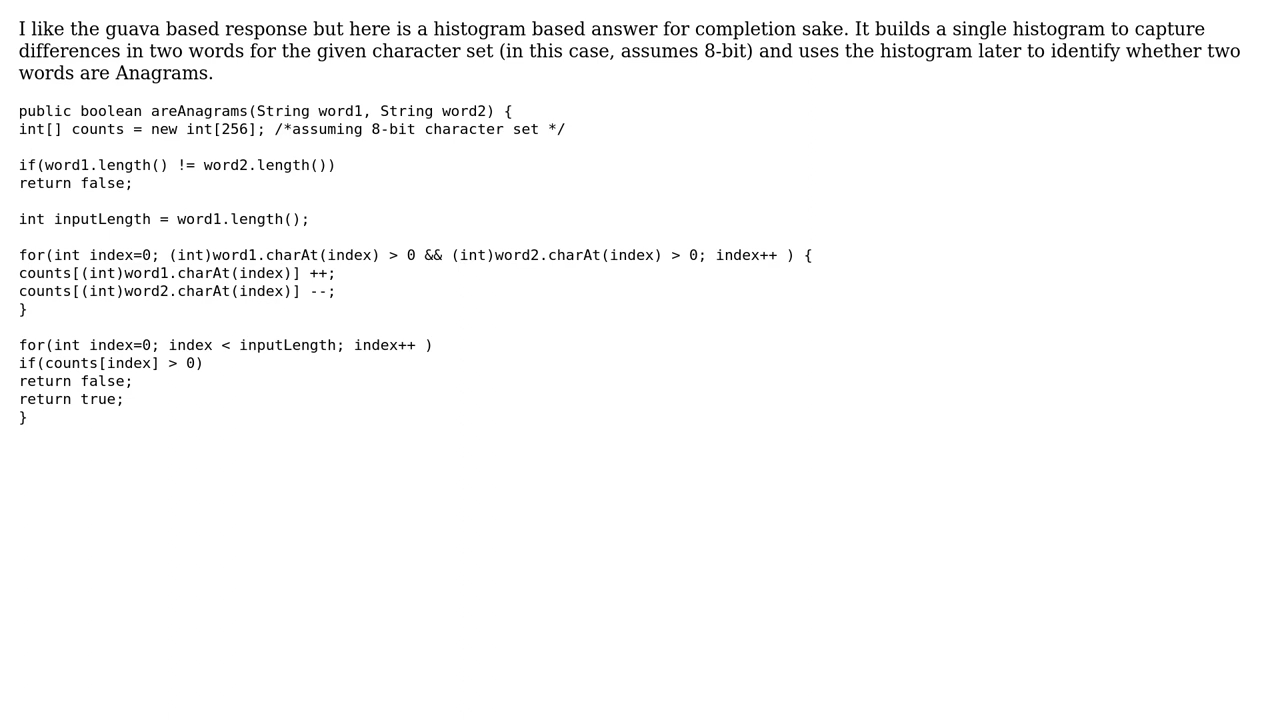 I like the guava based response but here is a histogram based answer for completion sake. It builds a single histogram to capture
differences in two words for the given character set (in this case, assumes 8-bit) and uses the histogram later to identify whether two
words are Anagrams.
public boolean areAnagrams(String word1, String word2) {
int[] counts = new int[256]; /*assuming 8-bit character set */
if(word1.length() != word2.length())
return false;
int inputLength = word1.length();
for(int index=0; (int)word1.charAt(index) > 0 && (int)word2.charAt(index) > 0; index++ ) {
counts[(int)word1.charAt(index)] ++;
counts[(int)word2.charAt(index)] --;
}
for(int index=0; index < inputLength; index++ )
if(counts[index] > 0)
return false;
return true;
}